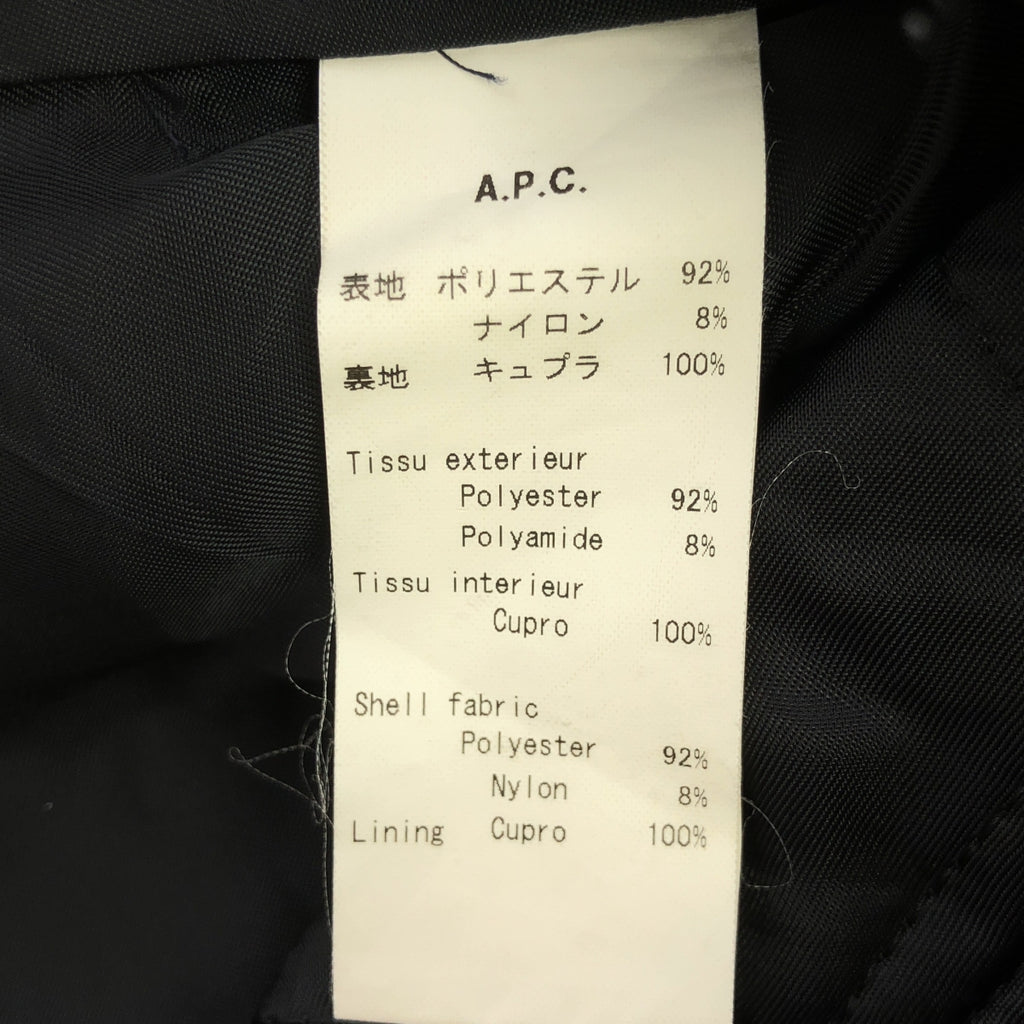 A.P.C.
表地 ポリエステル 92%
ナイロン 8%
裏地 キュプラ 100%
Tissu exterieur
Polyester 92%
Polyamide 8%
Tissu interieur
Cupro 100%
Shell fabric
Polyester 92%
Nylon 8%
Lining Cupro 100%